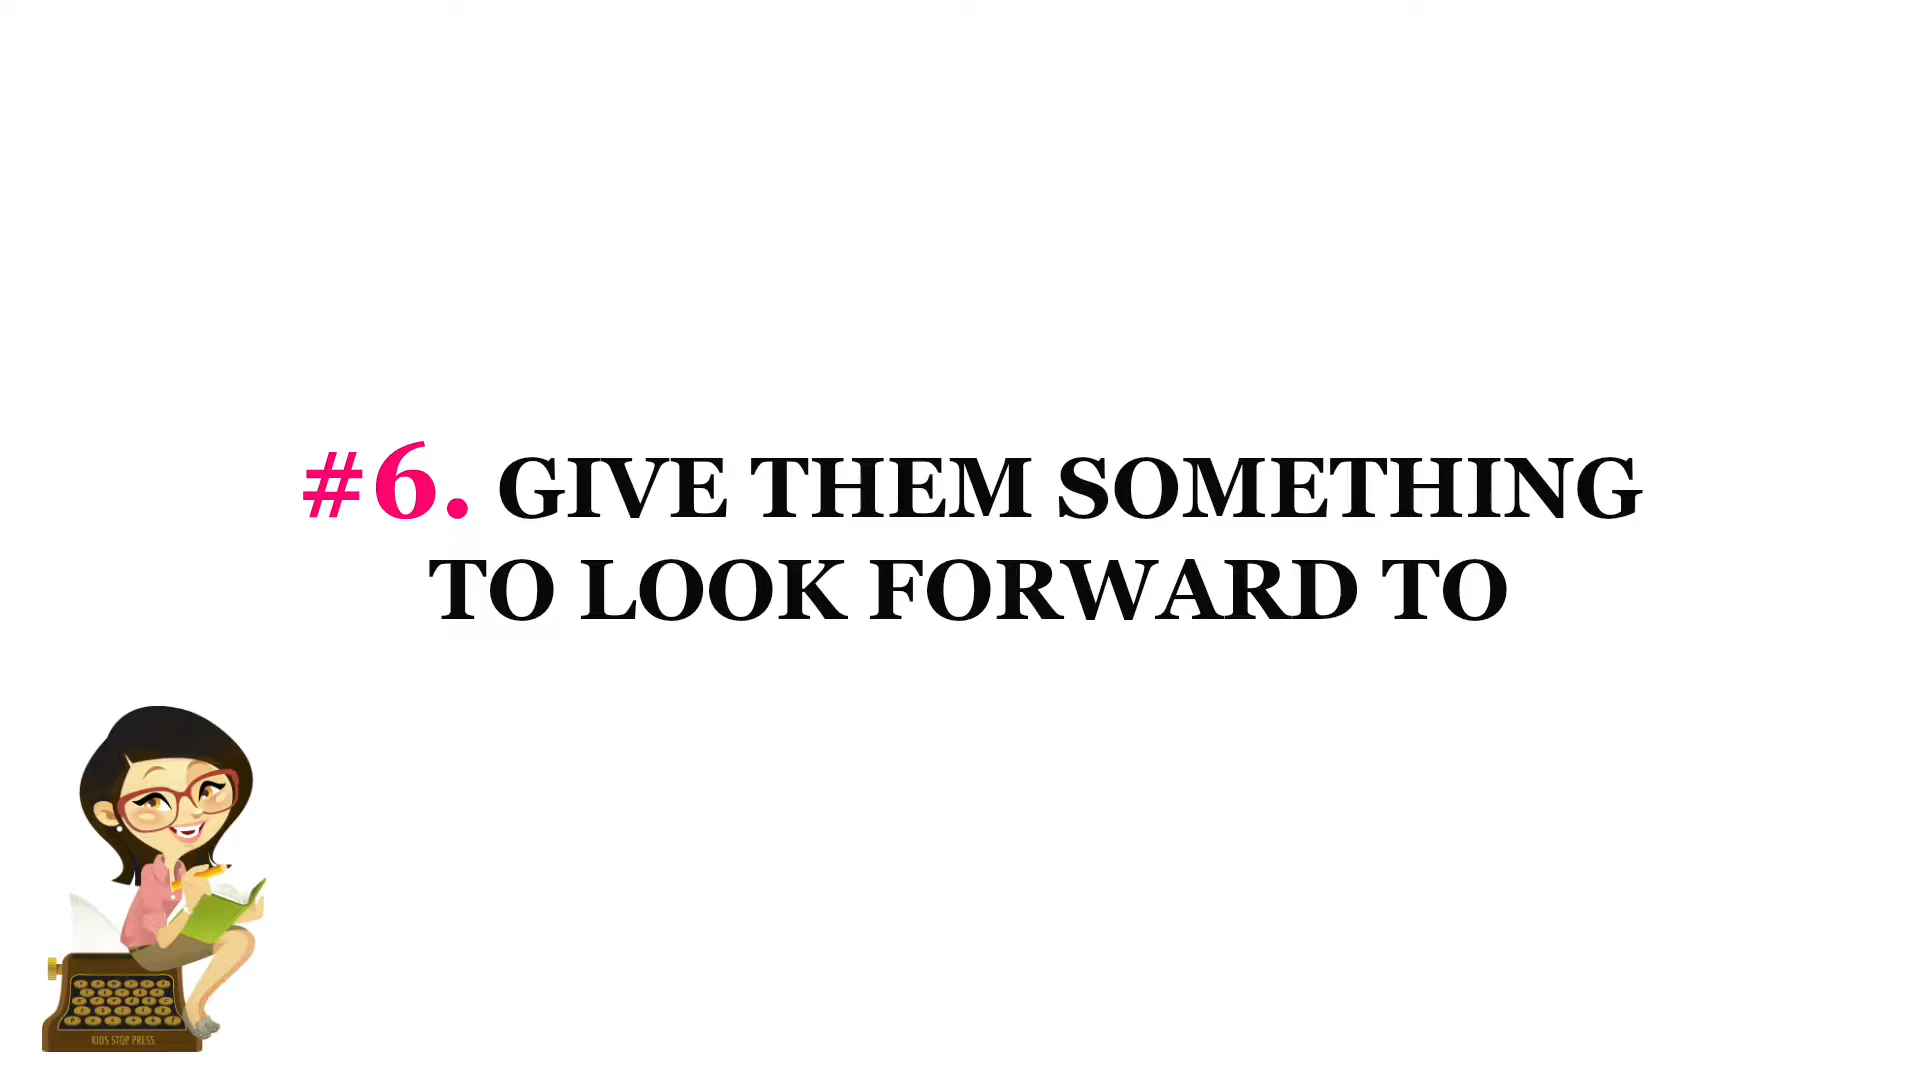 #6. GIVE THEM SOMETHING
TO LOOK FORWARD TO
KIDS STOP PRESS